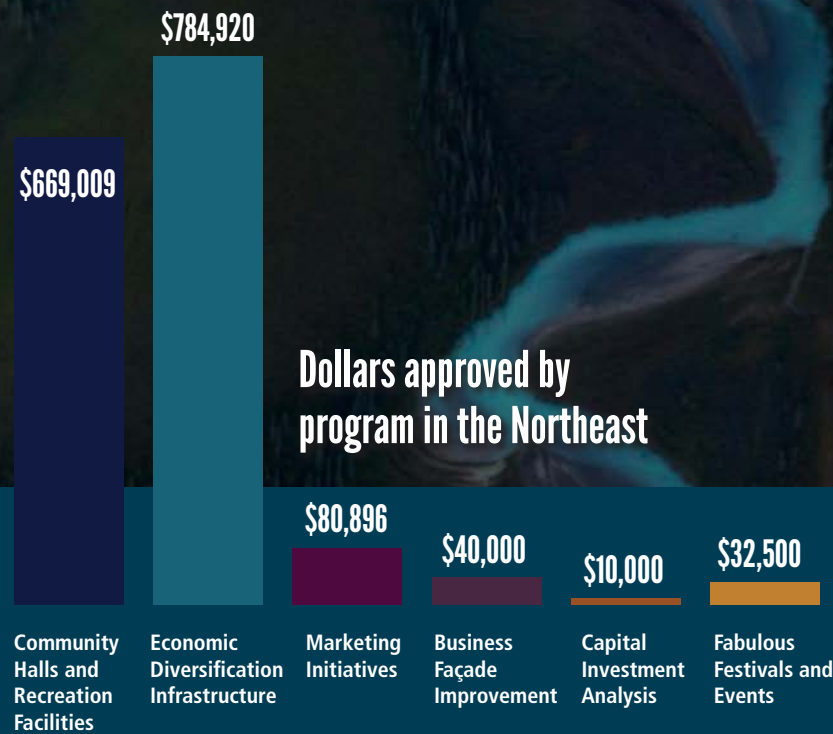 $784,920
$669,009
Dollars approved by
program in the Northeast
$80,896
$40,000
$10,000
$32,500
Community
Halls and
Recreation
Facilities
Economic
Diversification
Infrastructure
Marketing
Initiatives
Business
Façade
Improvement
Capital
Investment
Analysis
Fabulous
Festivals and
Events